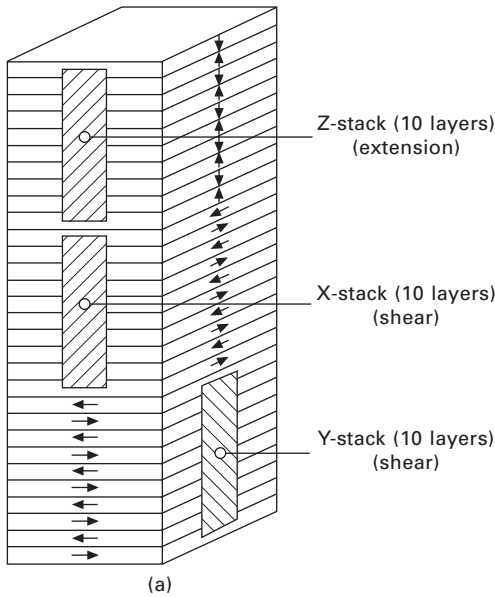 Z-stack (10 layers)
(extension)
X-stack (10 layers)
(shear)
Y-stack (10 layers)
(shear)
(a)